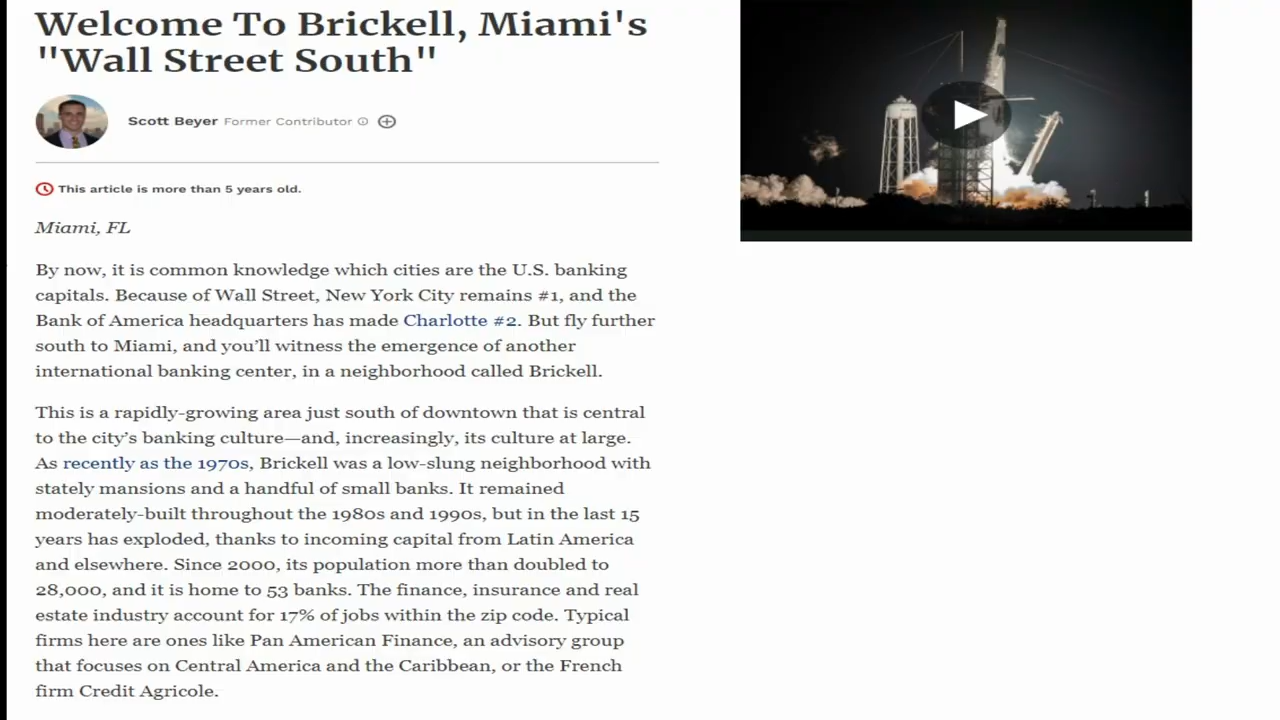 Welcome To Brickell, Miami's
"Wall Street South"
Scott Beyer Former Contributor
This article is more than 5 years old.
Miami, FL
By now, it is common knowledge which cities are the U.S. banking
capitals. Because of Wall Street, New York City remains #1, and the
Bank of America headquarters has made Charlotte #2. But fly further
south to Miami, and you’ll witness the emergence of another
international banking center, in a neighborhood called Brickell.
This is a rapidly-growing area just south of downtown that is central
to the city’s banking culture—and, increasingly, its culture at large.
As recently as the 1970s, Brickell was a low-slung neighborhood with
stately mansions and a handful of small banks. It remained
moderately-built throughout the 1980s and 1990s, but in the last 15
years has exploded, thanks to incoming capital from Latin America
and elsewhere. Since 2000, its population more than doubled to
28,000, and it is home to 53 banks. The finance, insurance and real
estate industry account for 17% of jobs within the zip code. Typical
firms here are ones like Pan American Finance, an advisory group
that focuses on Central America and the Caribbean, or the French
firm Credit Agricole.